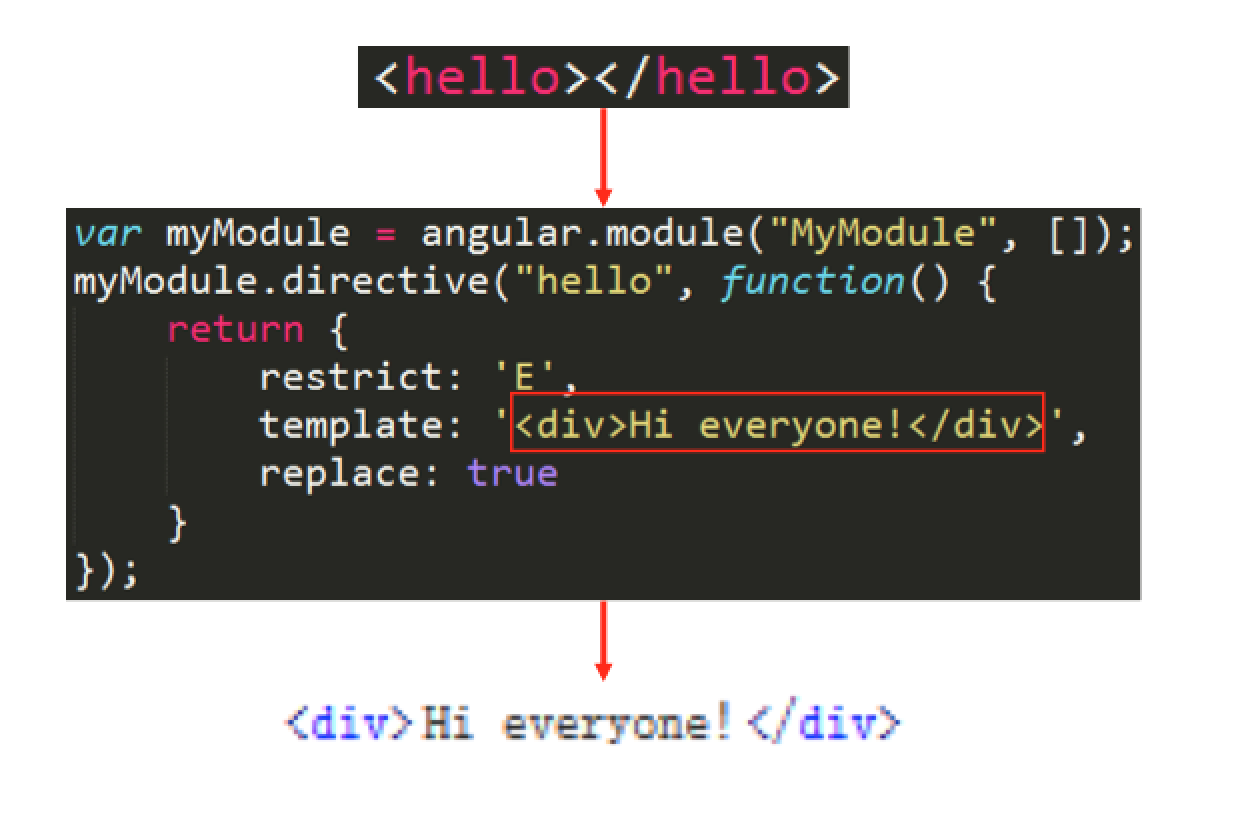 <hello></hello>
var myModule = angular.module("MyModule", []);
myModule.directive("hello", function() {
    return {
        restrict: 'E',
        template: '<div>Hi everyone!</div>',
        replace: true
    }
});
<div>Hi everyone!</div>